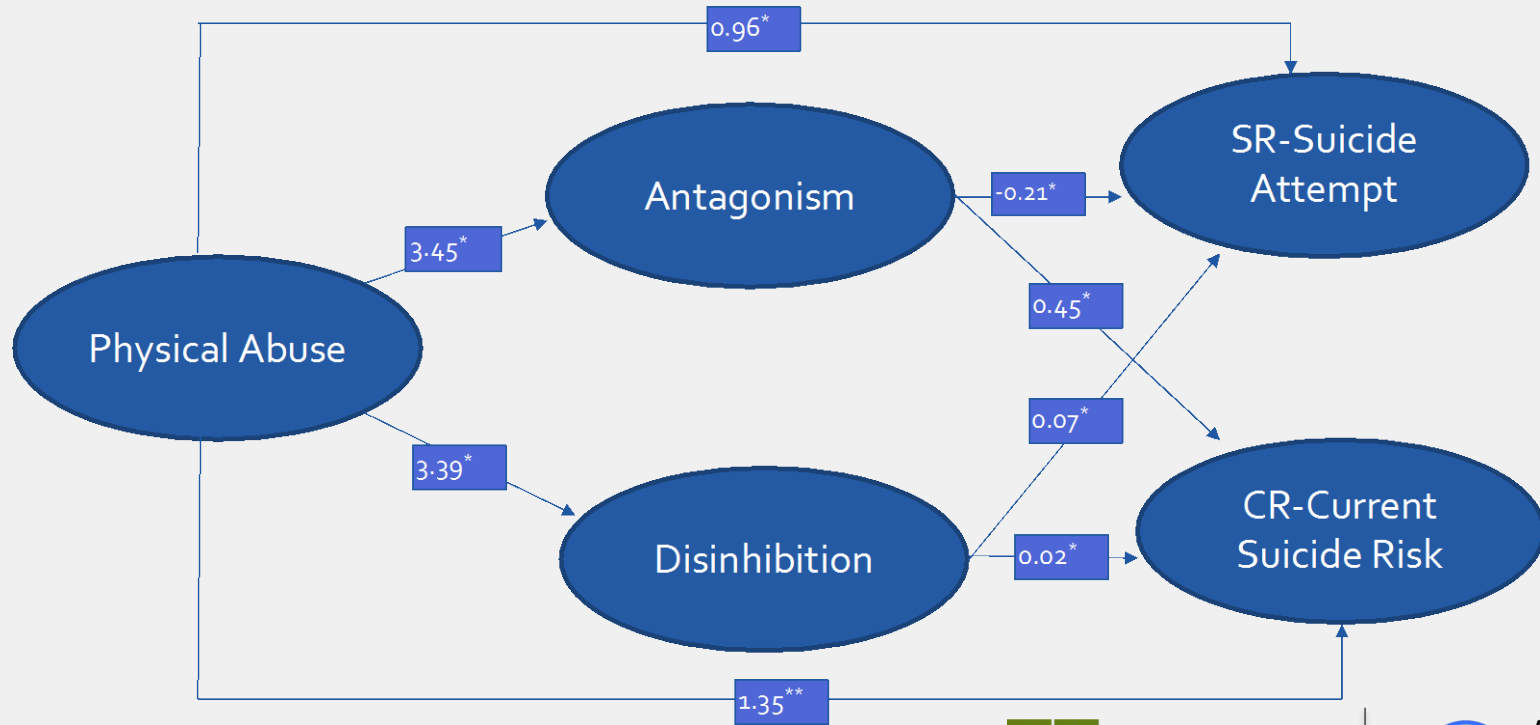 0.96*
SR-Suicide
Attempt
Antagonism
-0.21*
3.45*
0.45*
Physical Abuse
0.07*
3.39*
CR-Current
Suicide Risk
Disinhibition
0.02*
1.35**